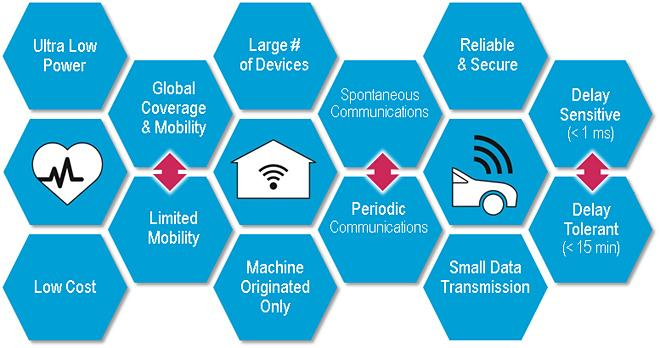 Ultra Low
Power
Global
Coverage
& Mobility
Large #
of Devices
Spontaneous
Communications
Reliable
& Secure
Delay
Sensitive
(< 1 ms)
Limited
Mobility
Periodic
Communications
Delay
Tolerant
(< 15 min)
Low Cost
Machine
Originated
Only
Small Data
Transmission